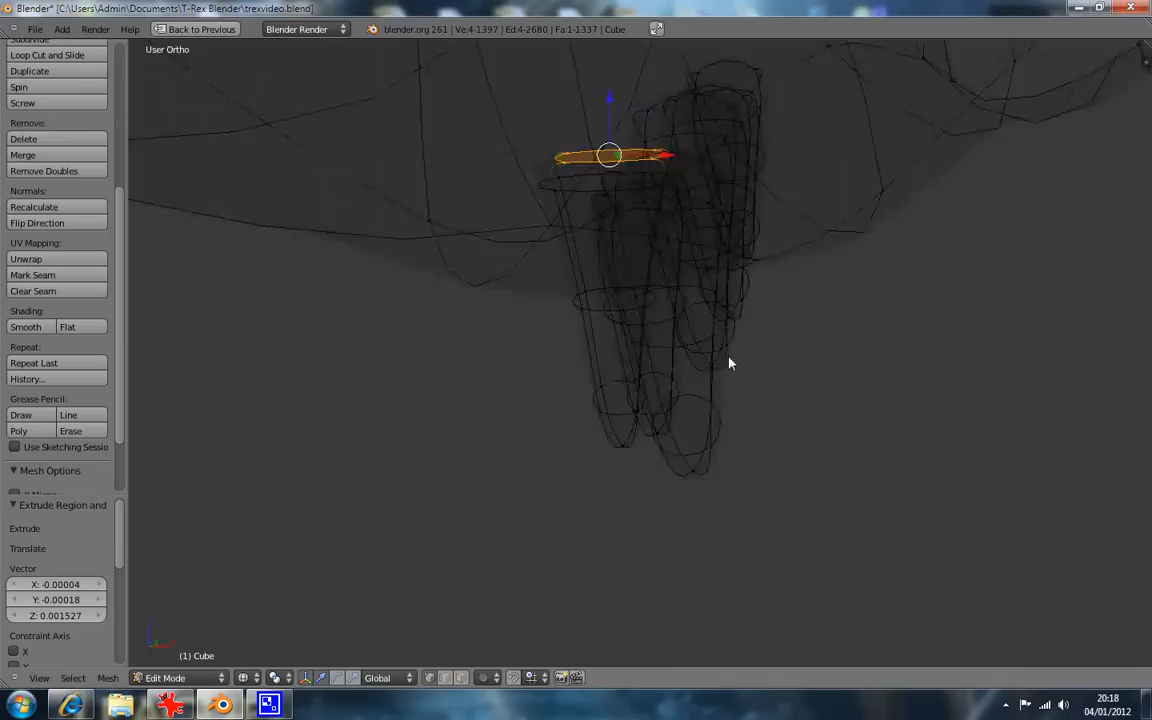 Blender* [C:\Users\Admin\Documents\T-Rex Blender\trexvideo.blend]
File Add Render Help Back to Previous Blender Render blender.org 261 | Ve:4-1397 | Ed:4-2680 | Fa:1-1337 | Cube
Loop Cut and Slide
Duplicate
Spin
Screw
Remove:
Delete
Merge
Remove Doubles
Normals:
Recalculate
Flip Direction
UV Mapping:
Unwrap
Mark Seam
Clear Seam
Shading:
Smooth Flat
Repeat:
Repeat Last
History...
Grease Pencil:
Draw Line
Poly Erase
Use Sketching Sessio
Mesh Options
Extrude Region and
Extrude
Translate
Vector
X: -0.00004
Y: -0.00018
Z: 0.001527
Constraint Axis
X
User Ortho
(1) Cube
View Select Mesh Edit Mode Global
20:18
04/01/2012